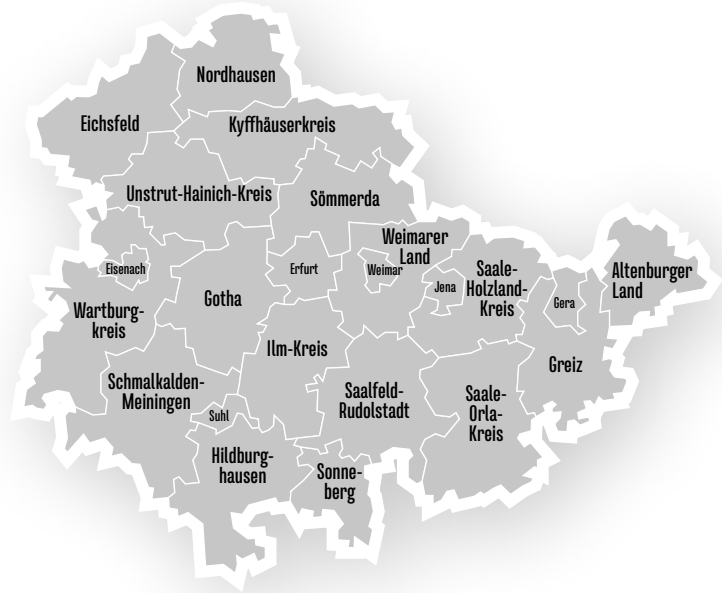 Nordhausen
Eichsfeld
Kyffhäuserkreis
Unstrut-Hainich-Kreis
Sömmerda
Weimarer
Land
Eisenach
Erfurt
Weimar
Saale-
Holzland-
Kreis
Altenburger
Land
Jena
Gera
Gotha
Wartburg-
kreis
Ilm-Kreis
Greiz
Schmalkalden-
Meiningen
Saalfeld-
Rudolstadt
Saale-
Orla-
Kreis
Suhl
Hildburg-
hausen
Sonne-
berg